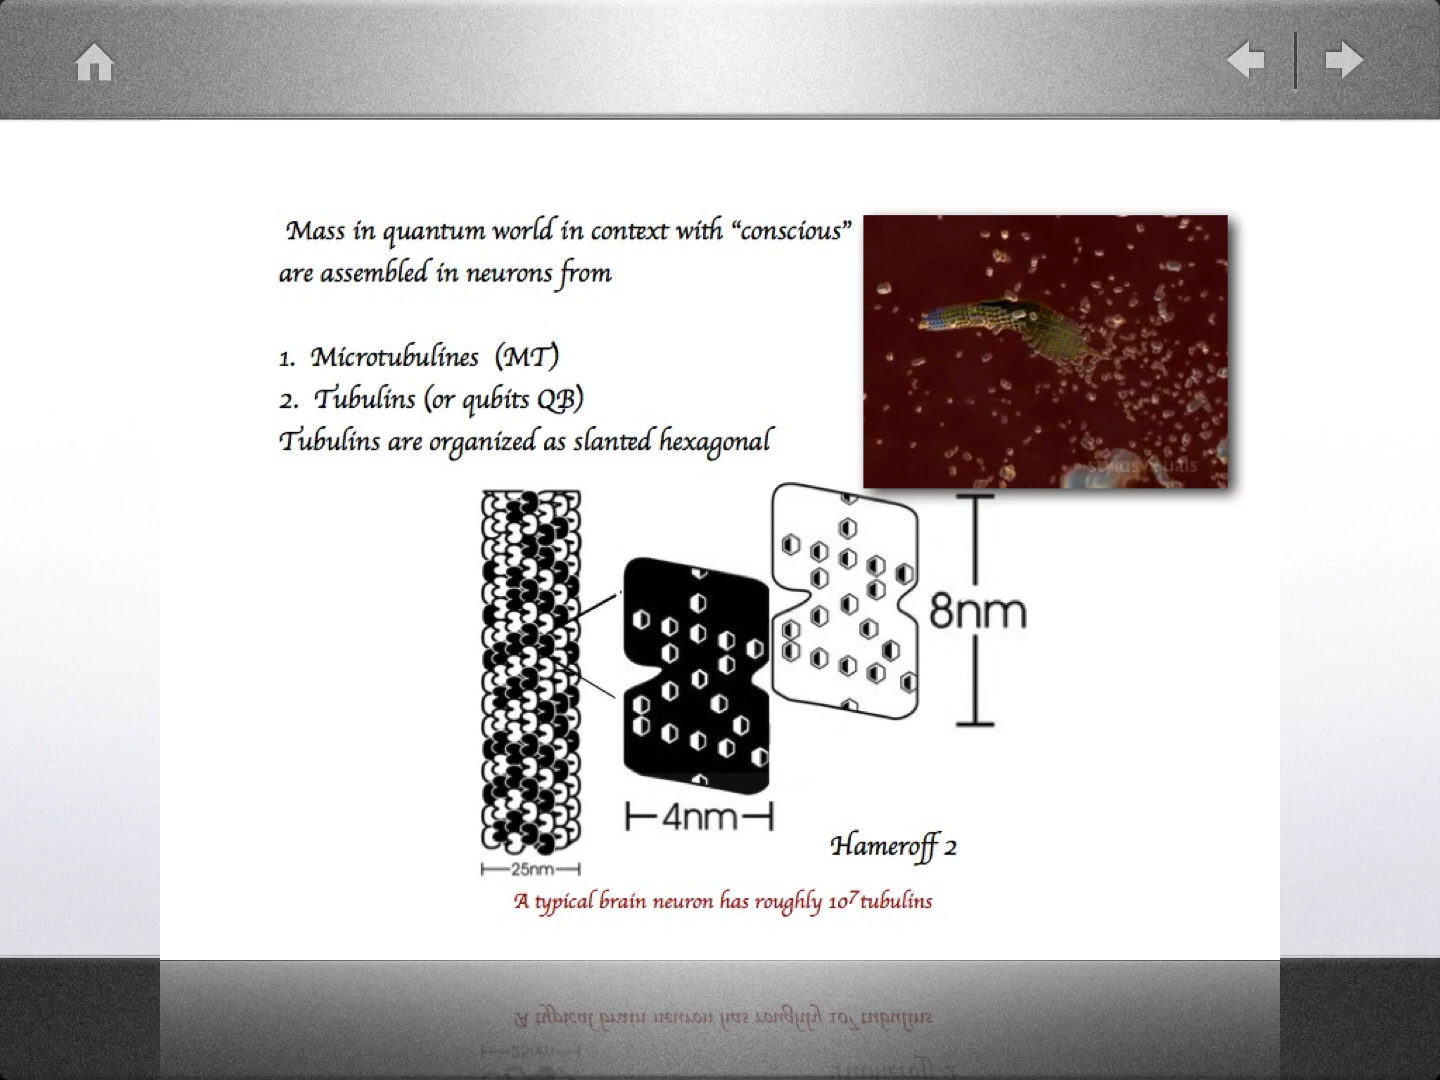 Mass in quantum world in context with “conscious”
are assembled in neurons from
1. Microtubulines (MT)
2. Tubulins (or qubits QB)
Tubulins are organized as slanted hexagonal
stylusvisuals
8nm
4nm
Hameroff 2
25nm
A typical brain neuron has roughly 10⁷ tubulins